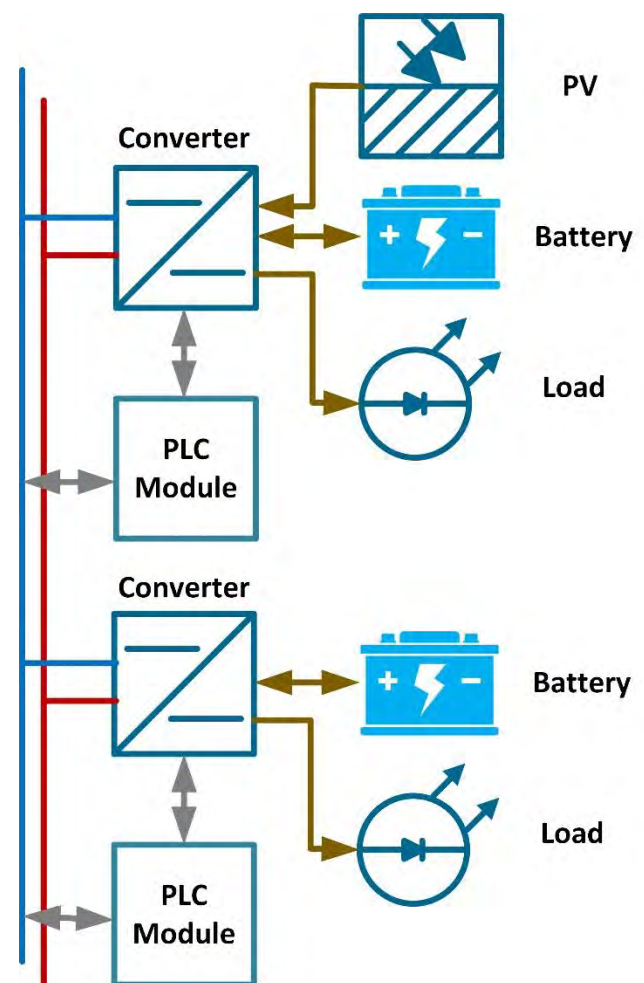 PV
Converter
Battery
Load
PLC
Module
Converter
Battery
Load
PLC
Module